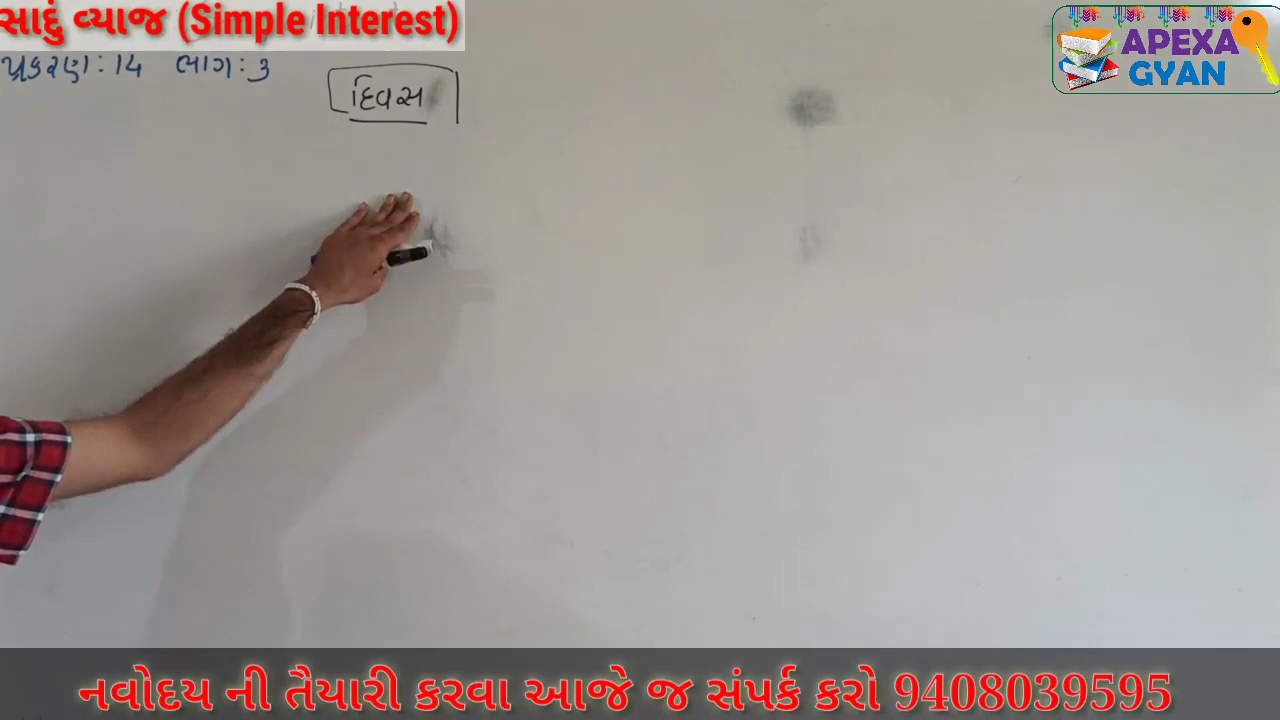 સાદું વ્યાજ (Simple Interest)
પ્રકરણ : 14 ભાગ : 3
દિવસ
APEXA
GYAN
નવોદય ની તૈયારી કરવા આજે જ સંપર્ક કરો 9408039595